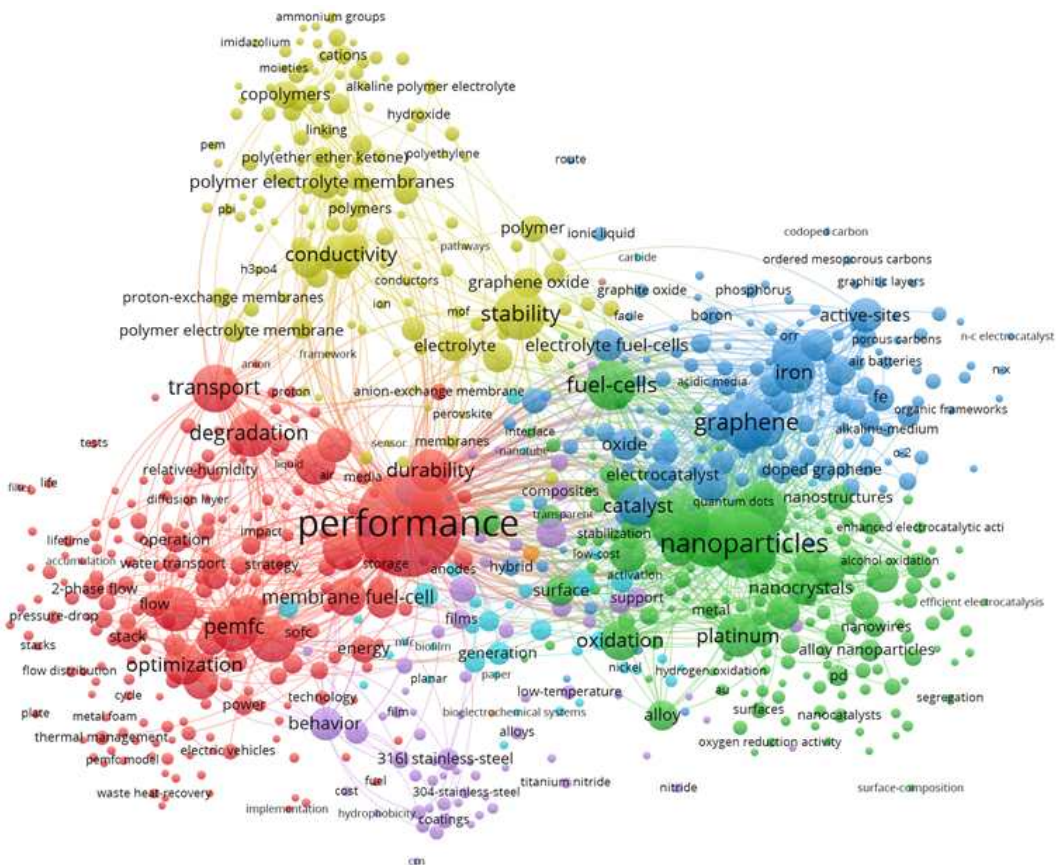 ammonium groups
imidazolium
cations
moieties
alkaline polymer electrolyte
copolymers
hydroxide
linking
pem
poly(ether ether ketone)
polyethylene
route
polymer electrolyte membranes
pbi
polymers
polymer
ionic liquid
codoped carbon
conductivity
pathways
carbide
ordered mesoporous carbons
h3po4
conductors
graphene oxide
graphite oxide
phosphorus
graphitic layers
proton-exchange membranes
ion
mof
stability
facile
boron
active-sites
polymer electrolyte membrane
electrolyte
electrolyte fuel-cells
orr
porous carbons
n-c electrocatalyst
framework
air batteries
anion
iron
n-x
transport
proton
anion-exchange membrane
fuel-cells
acidic media
fe
organic frameworks
perovskite
graphene
alkaline-medium
degradation
interface
tests
sensor
membranes
nanotube
oxide
relative-humidity
liquid
durability
electrocatalyst
doped graphene
α-2
filter
life
air
media
composites
quantum dots
nanostructures
diffusion layer
catalyst
lifetime
impact
performance
transparent
stabilization
enhanced electrocatalytic acti
operation
nanoparticles
accumulation
water transport
strategy
storage
anodes
low-cost
hybrid
activation
alcohol oxidation
2-phase flow
nanocrystals
pressure-drop
flow
membrane fuel-cell
surface
support
metal
efficient electrocatalysis
films
stack
pemfc
sofc
mfc
biofilm
oxidation
platinum
nanowires
stacks
energy
generation
alloy nanoparticles
flow distribution
optimization
planar
paper
nickel
hydrogen oxidation
pd
cycle
technology
low-temperature
au
segregation
plate
metal foam
power
behavior
film
bioelectrochemical systems
alloy
surfaces
nanocatalysts
thermal management
electric vehicles
alloys
oxygen reduction activity
pemfc model
316l stainless-steel
fuel
titanium nitride
nitride
surface-composition
waste heat-recovery
cost
304-stainless-steel
implementation
hydrophobicity
coatings